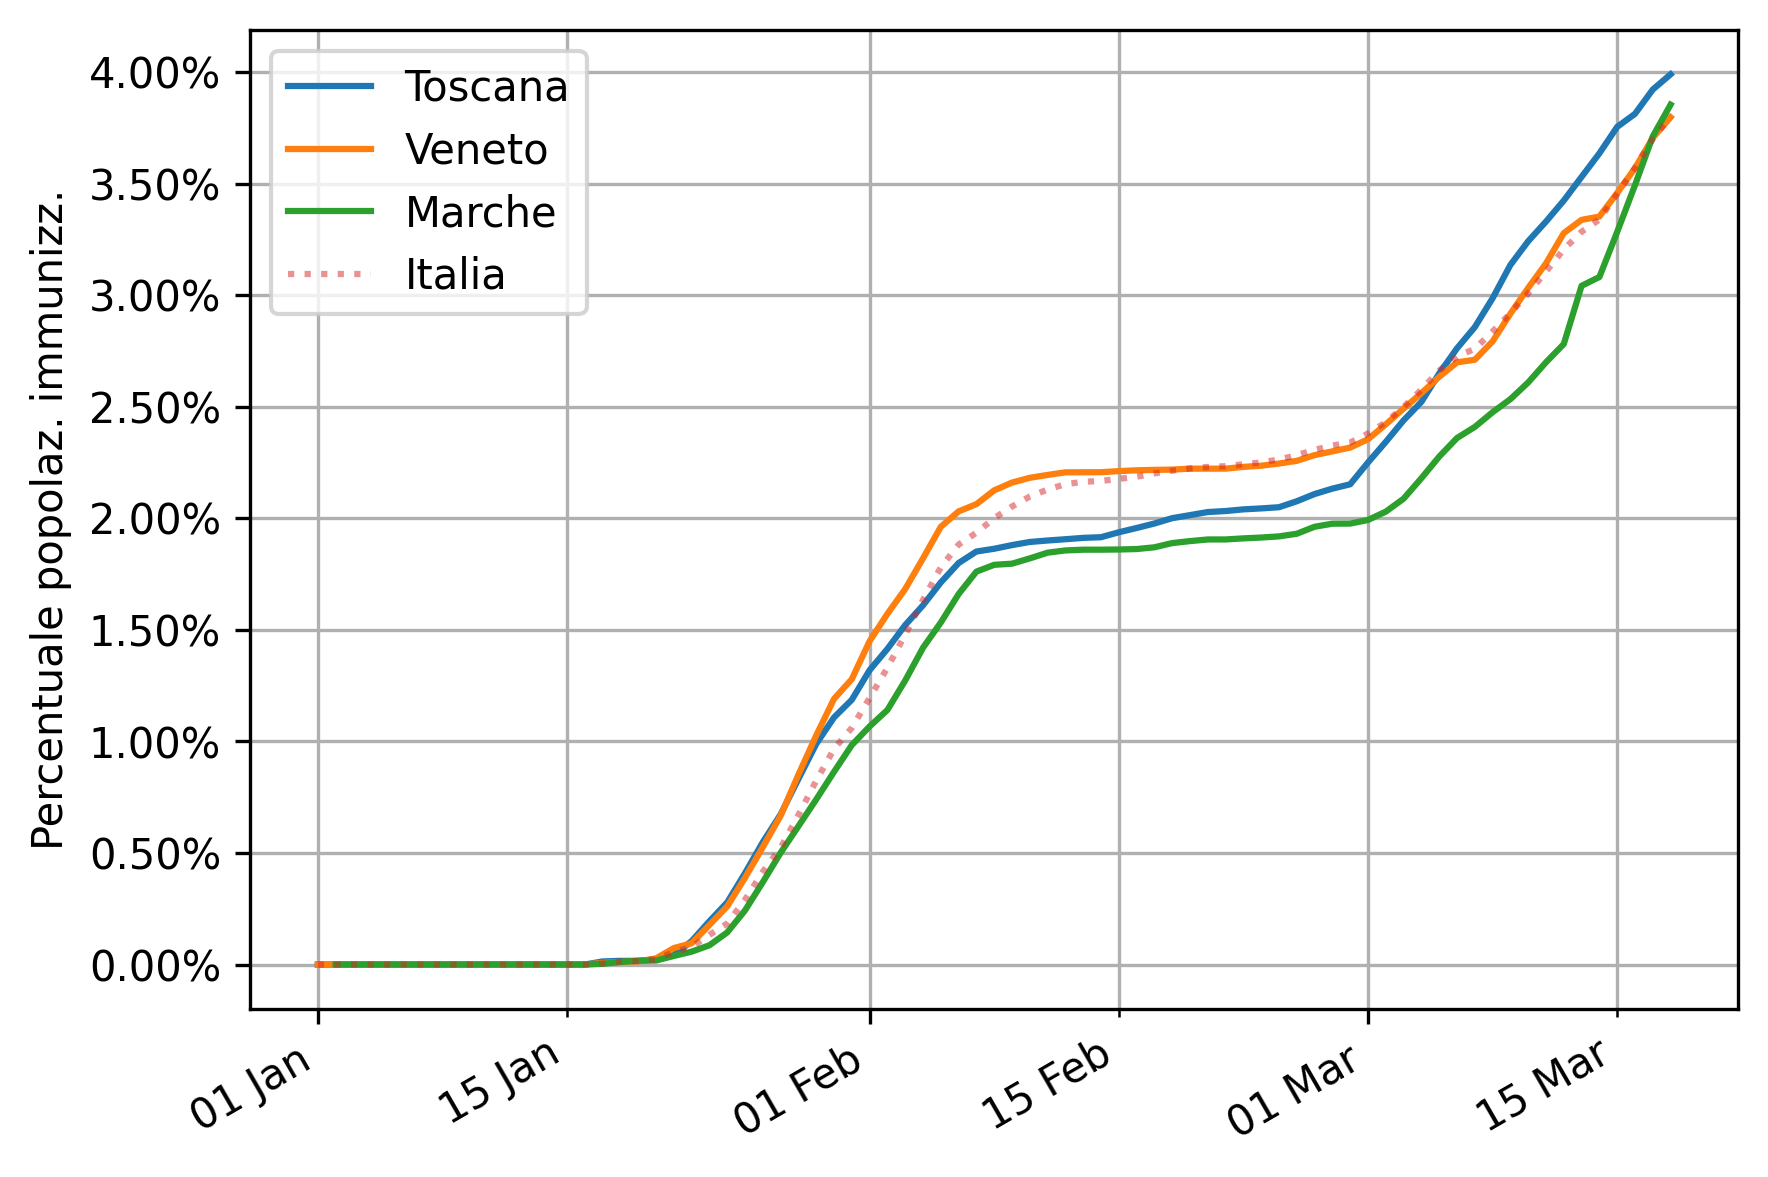 Percentuale popolaz. immunizz.
4.00%
3.50%
3.00%
2.50%
2.00%
1.50%
1.00%
0.50%
0.00%
Toscana
Veneto
Marche
Italia
01 Jan
15 Jan
01 Feb
15 Feb
01 Mar
15 Mar